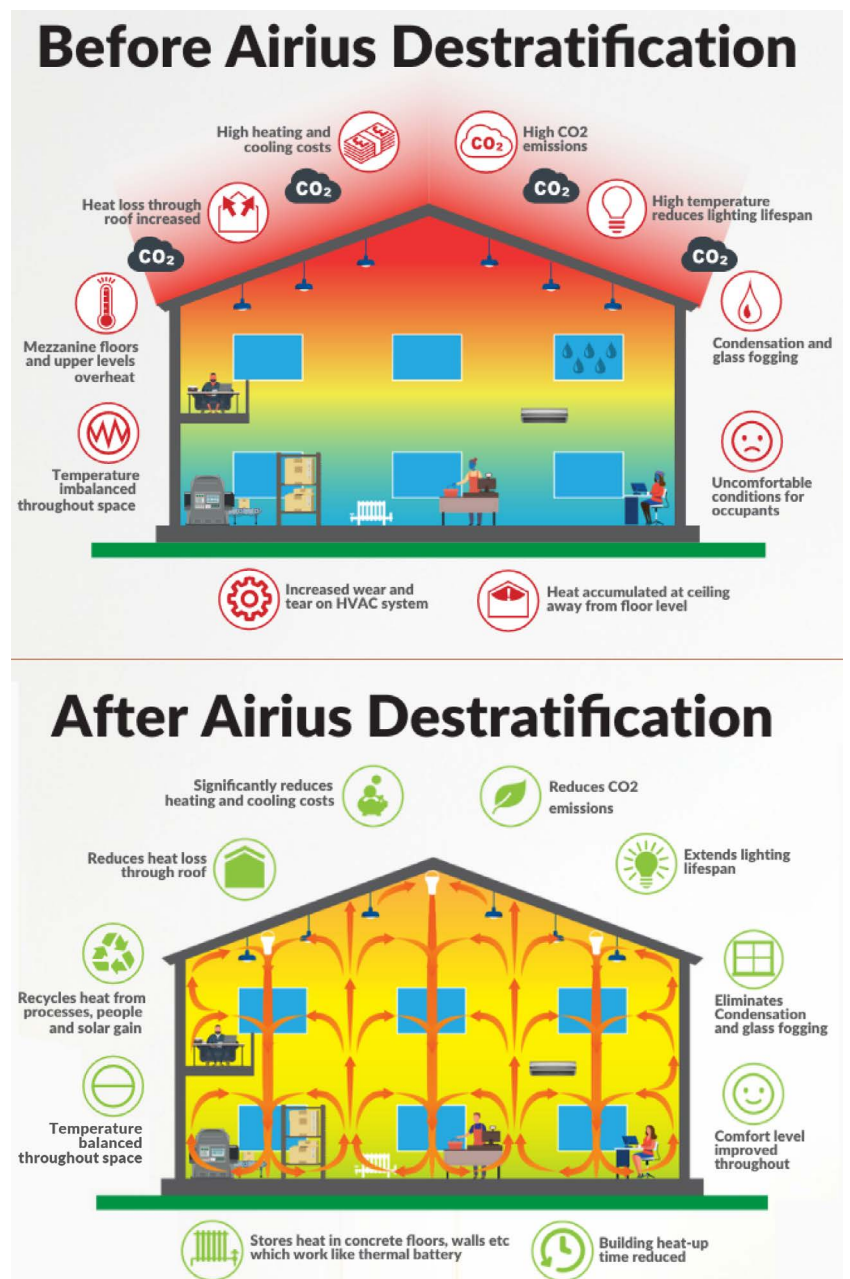 Before Airius Destratification
High heating and
cooling costs
High CO2
emissions
CO2
CO2
CO2
Heat loss through
roof increased
High temperature
reduces lighting lifespan
CO2
CO2
Mezzanine floors
and upper levels
overheat
Condensation and
glass fogging
Temperature
imbalanced
throughout space
Uncomfortable
conditions for
occupants
Increased wear and
tear on HVAC system
Heat accumulated at ceiling
away from floor level
After Airius Destratification
Significantly reduces
heating and cooling costs
Reduces CO2
emissions
Reduces heat loss
through roof
Extends lighting
lifespan
Recycles heat from
processes, people
and solar gain
Eliminates
Condensation
and glass fogging
Temperature
balanced
throughout space
Comfort level
improved
throughout
Stores heat in concrete floors, walls etc
which work like thermal battery
Building heat-up
time reduced